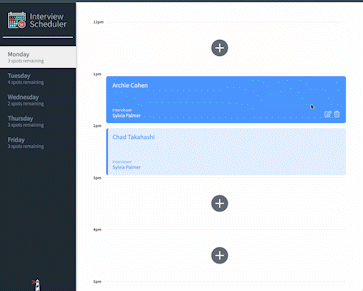 Interview
Scheduler
Monday
3 spots remaining
Tuesday
4 spots remaining
Wednesday
2 spots remaining
Thursday
3 spots remaining
Friday
3 spots remaining
12pm
1pm
Archie Cohen
Interviewer
Sylvia Palmer
2pm
Chad Takahashi
Interviewer
Sylvia Palmer
3pm
4pm
5pm